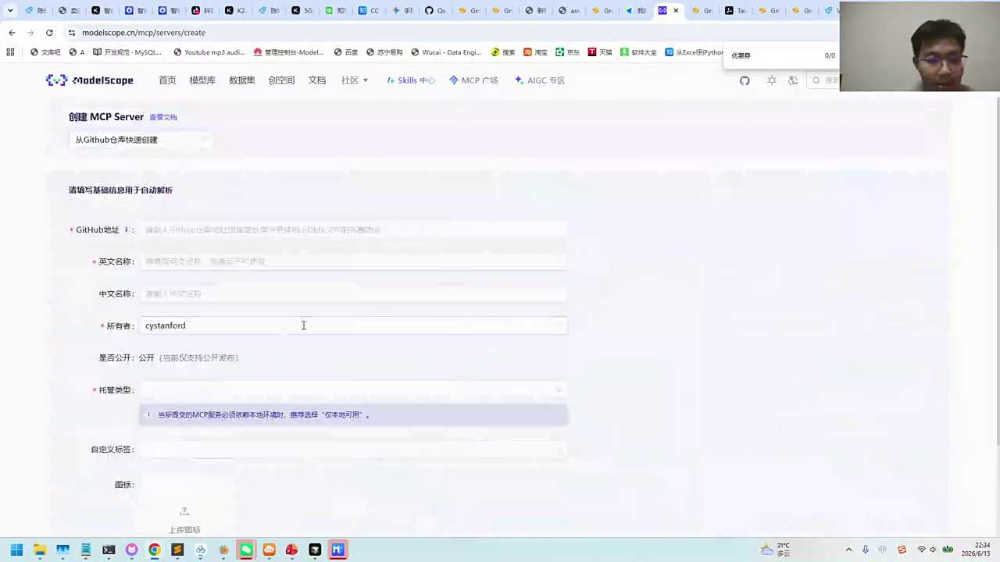 modelscope.cn/mcp/servers/create
文库吧 A 开发规范 - MySQL... Youtube mp3 audio... 管理控制台-Model... 百度 苏宁易购 Wucai - Data Engi... 搜索 淘宝 京东 天猫 软件大全 从Excel到Python
优惠券 0/0
ModelScope 首页 模型库 数据集 创空间 文档 社区 Skills 中心 MCP 广场 AIGC 专区
创建 MCP Server 查看文档
从Github仓库快速创建
请填写基础信息用于自动解析
* GitHub地址 :
* 英文名称:
中文名称:
* 所有者: cystanford
是否公开: 公开 (当前仅支持公开发布)
* 托管类型:
当所提交的MCP服务必须依赖本地环境时, 推荐选择 "仅本地可用" 。
自定义标签:
图标:
上传图标
21°C
多云
22:34
2026/6/15